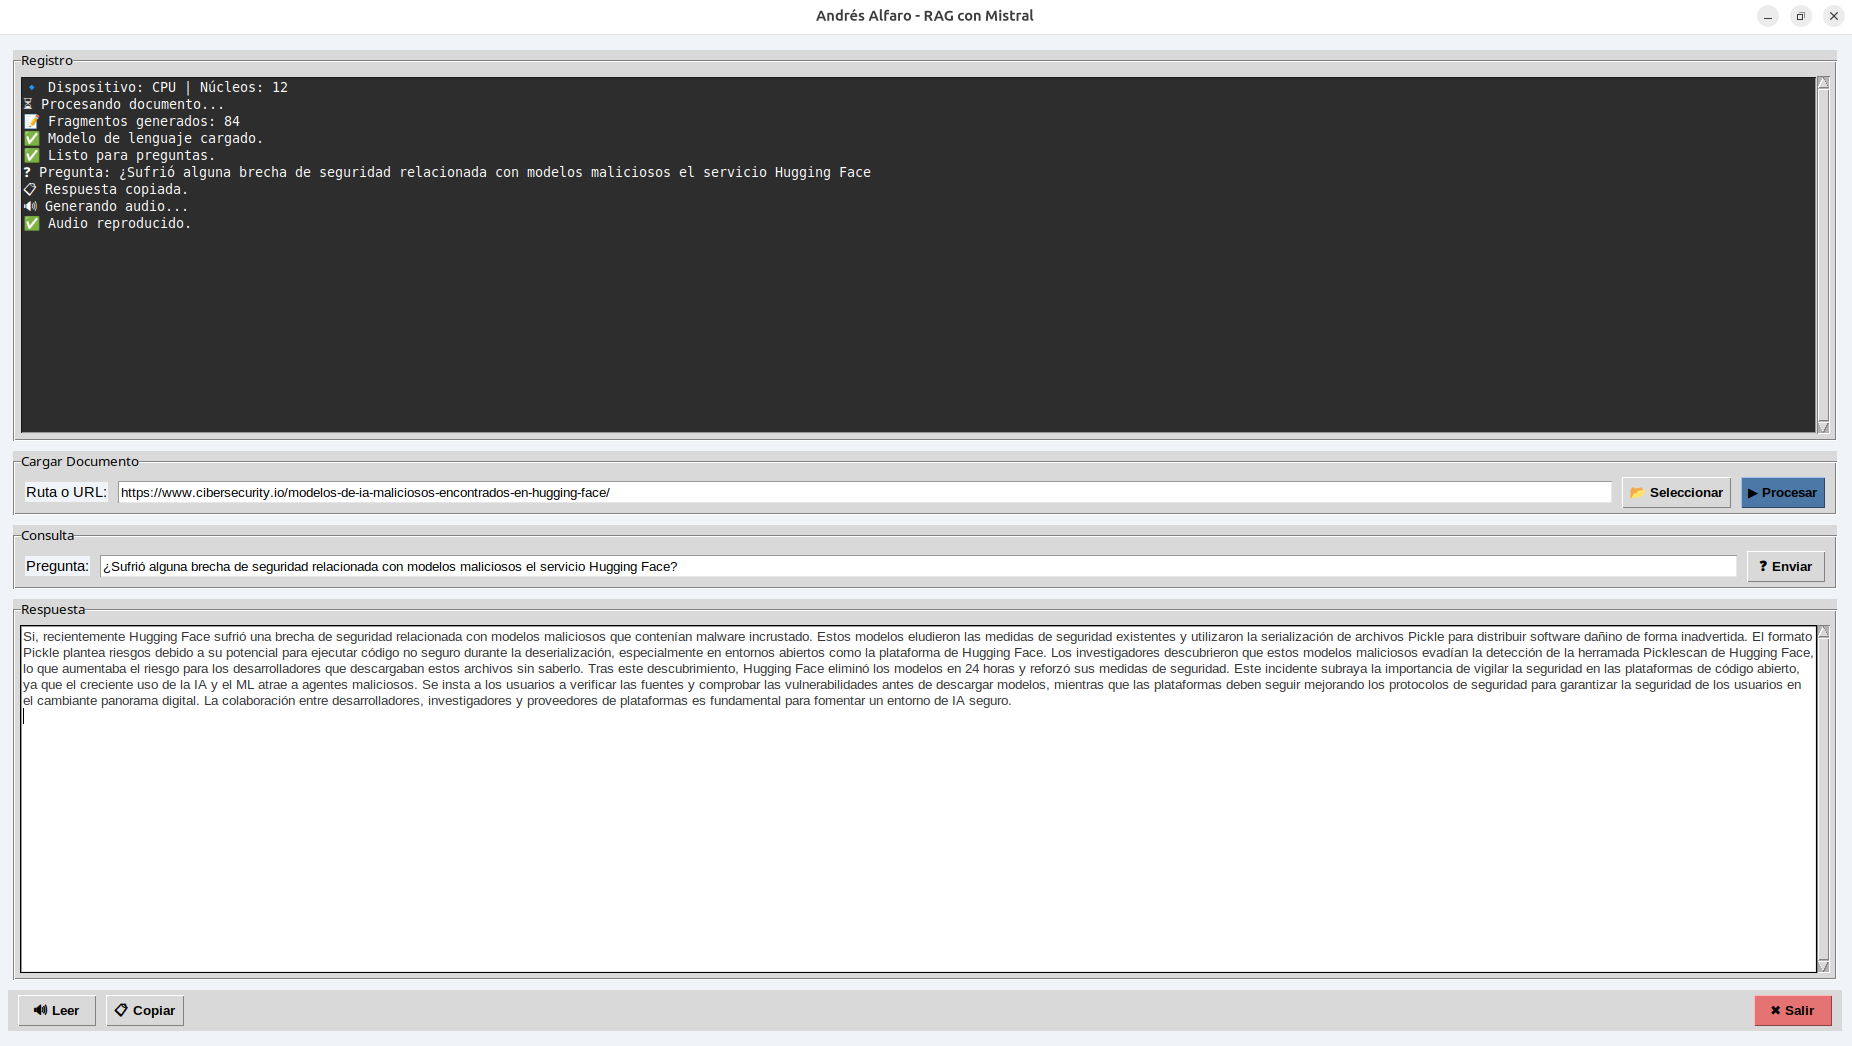 Andrés Alfaro - RAG con Mistral
Registro
Dispositivo: CPU | Núcleos: 12
Procesando documento...
Fragmentos generados: 84
Modelo de lenguaje cargado.
Listo para preguntas.
? Pregunta: ¿Sufrió alguna brecha de seguridad relacionada con modelos maliciosos el servicio Hugging Face
Respuesta copiada.
Generando audio...
Audio reproducido.
Cargar Documento
Ruta o URL: https://www.cibersecurity.io/modelos-de-ia-maliciosos-encontrados-en-hugging-face/ Seleccionar Procesar
Consulta
Pregunta: ¿Sufrió alguna brecha de seguridad relacionada con modelos maliciosos el servicio Hugging Face? ? Enviar
Respuesta
Si, recientemente Hugging Face sufrió una brecha de seguridad relacionada con modelos maliciosos que contenían malware incrustado. Estos modelos eludieron las medidas de seguridad existentes y utilizaron la serialización de archivos Pickle para distribuir software dañino de forma inadvertida. El formato
Pickle plantea riesgos debido a su potencial para ejecutar código no seguro durante la deserialización, especialmente en entornos abiertos como la plataforma de Hugging Face. Los investigadores descubrieron que estos modelos maliciosos evadían la detección de la herramada Picklescan de Hugging Face,
lo que aumentaba el riesgo para los desarrolladores que descargaban estos archivos sin saberlo. Tras este descubrimiento, Hugging Face eliminó los modelos en 24 horas y reforzó sus medidas de seguridad. Este incidente subraya la importancia de vigilar la seguridad en las plataformas de código abierto,
ya que el creciente uso de la IA y el ML atrae a agentes maliciosos. Se insta a los usuarios a verificar las fuentes y comprobar las vulnerabilidades antes de descargar modelos, mientras que las plataformas deben seguir mejorando los protocolos de seguridad para garantizar la seguridad de los usuarios en
el cambiante panorama digital. La colaboración entre desarrolladores, investigadores y proveedores de plataformas es fundamental para fomentar un entorno de IA seguro.
Leer Copiar Salir